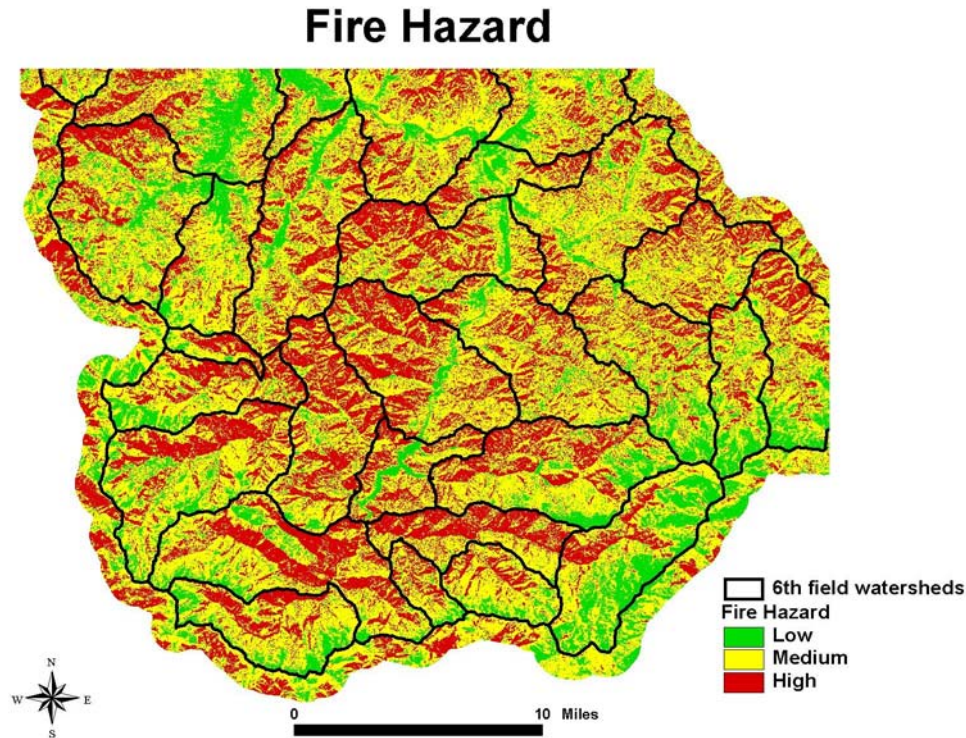 Fire Hazard
6th field watersheds
Fire Hazard
Low
Medium
High
N
W E
S
0 10 Miles